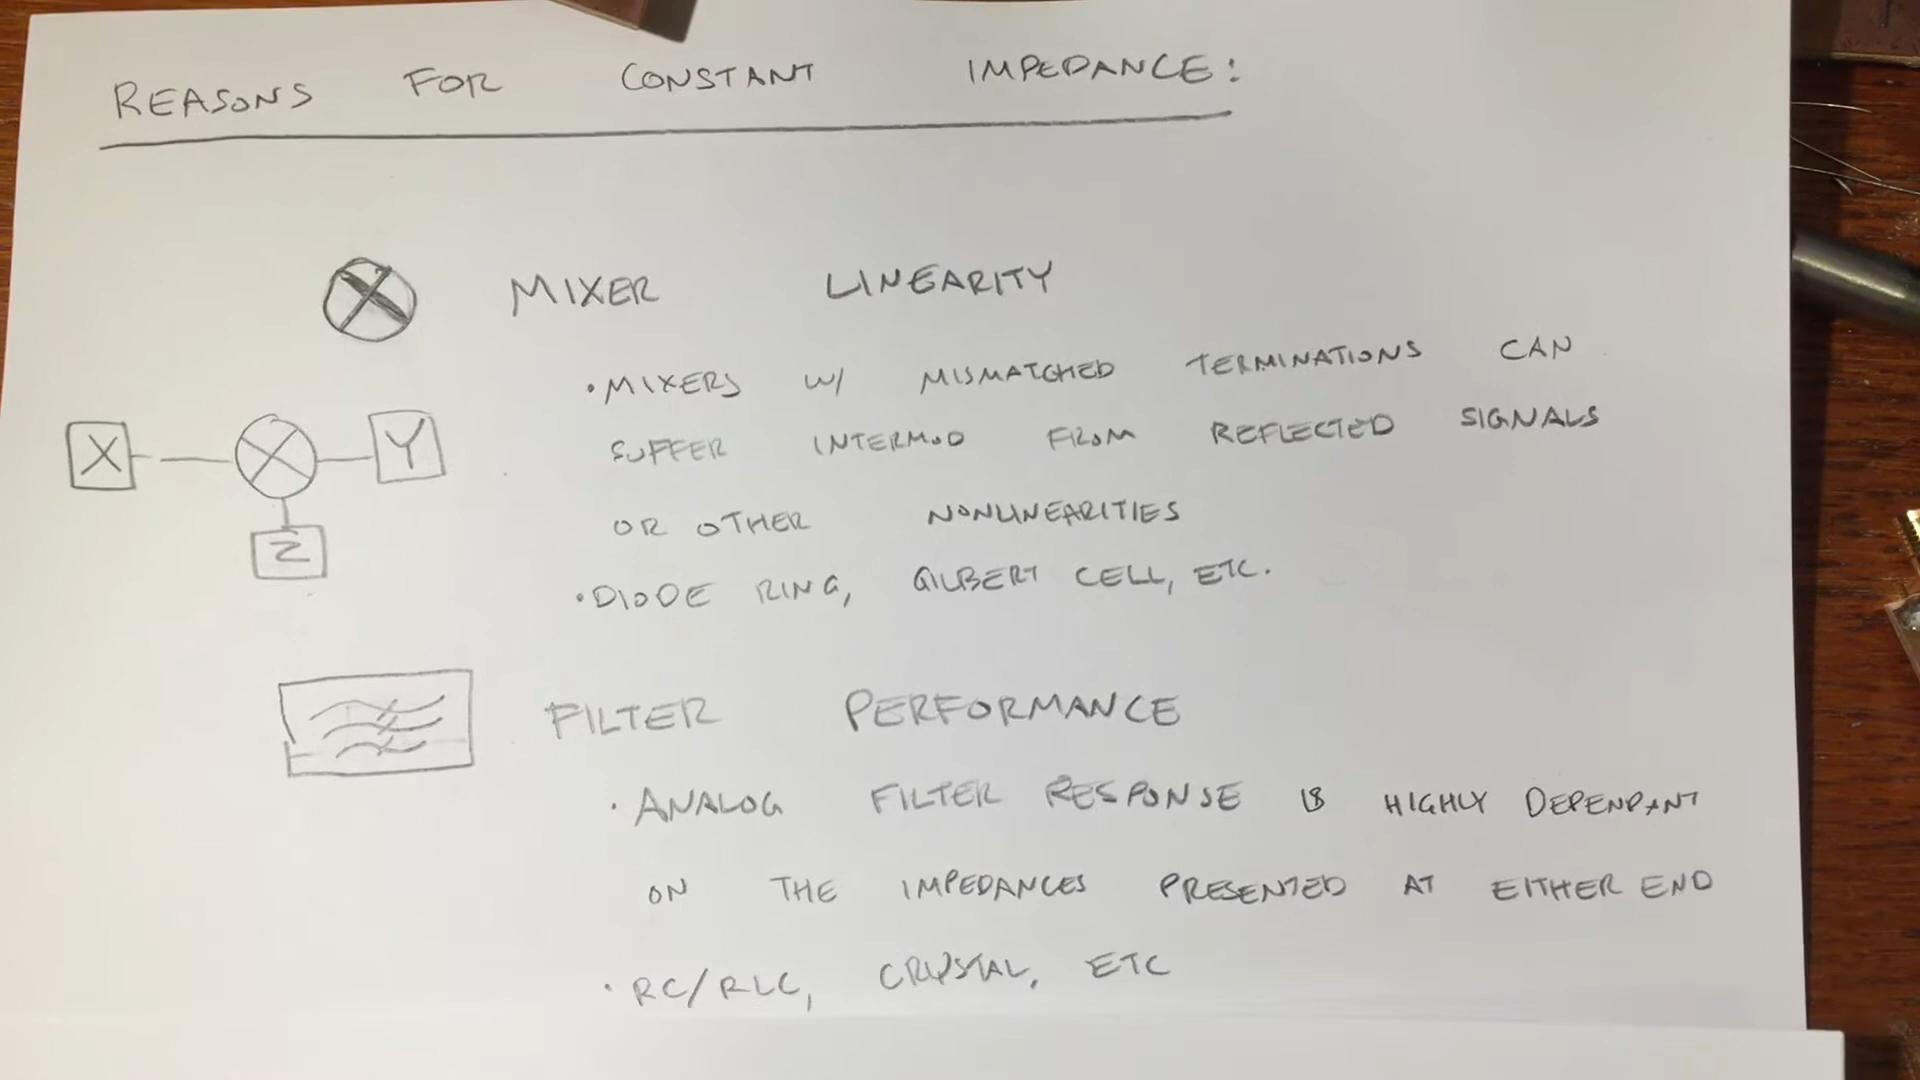 REASONS FOR CONSTANT IMPEDANCE:
MIXER LINEARITY
• MIXERS W/ MISMATCHED TERMINATIONS CAN
SUFFER INTERMOD FROM REFLECTED SIGNALS
OR OTHER NONLINEARITIES
• DIODE RING, GILBERT CELL, ETC.
X
Y
Z
FILTER PERFORMANCE
• ANALOG FILTER RESPONSE IS HIGHLY DEPENDANT
ON THE IMPEDANCES PRESENTED AT EITHER END
• RC/RLC, CRYSTAL, ETC